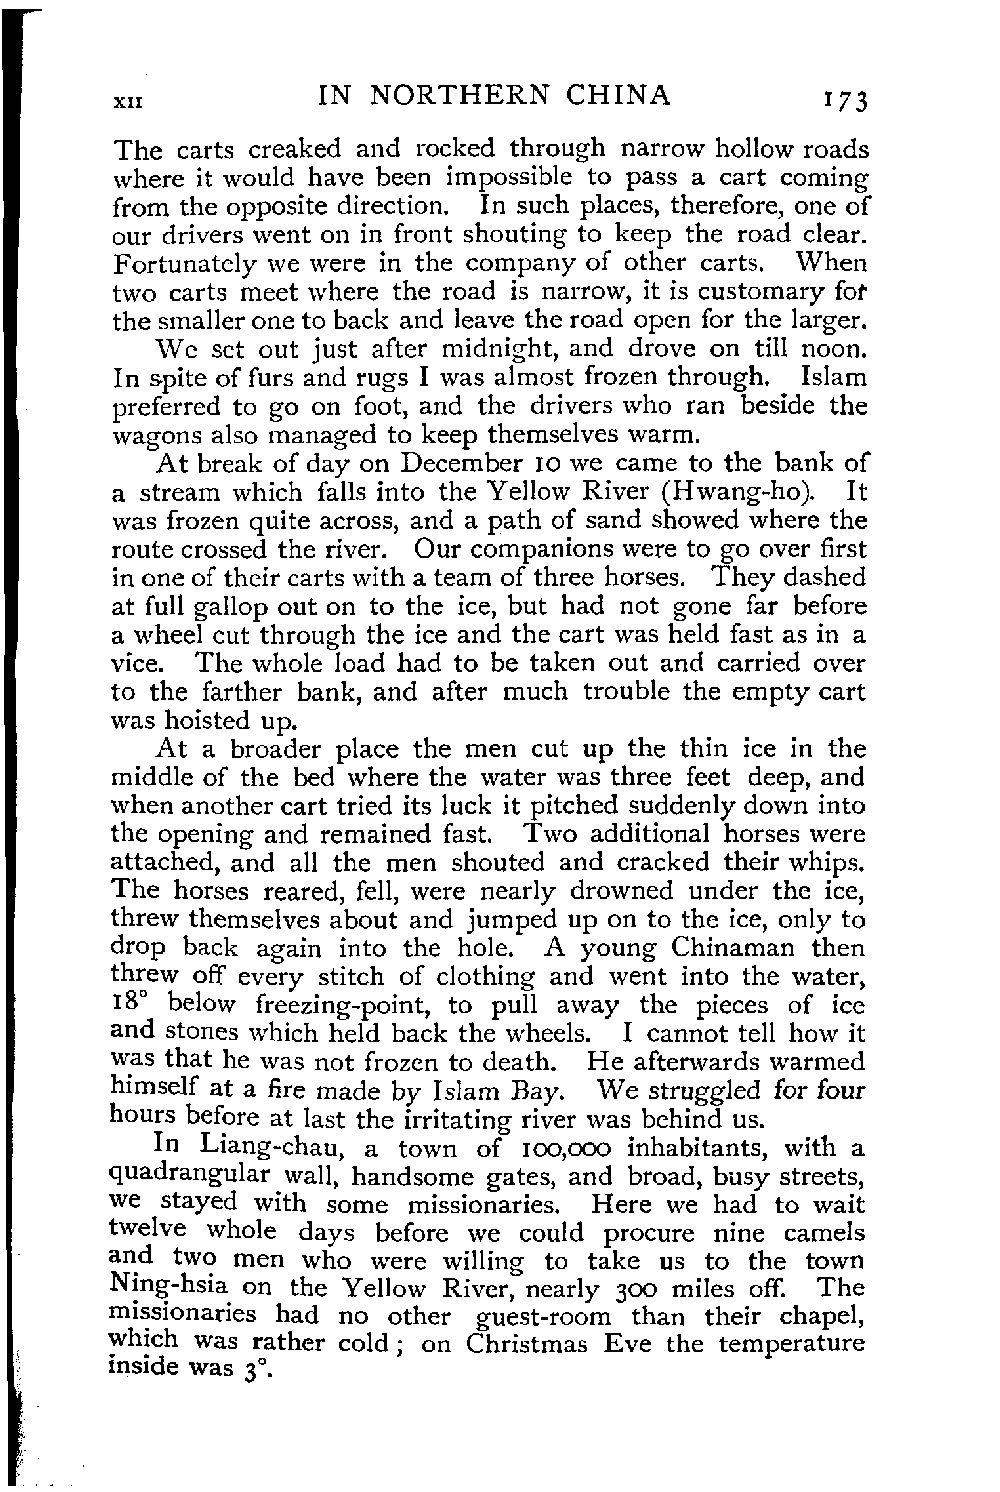 XII IN NORTHERN CHINA 173
The carts creaked and rocked through narrow hollow roads
where it would have been impossible to pass a cart coming
from the opposite direction. In such places, therefore, one of
our drivers went on in front shouting to keep the road clear.
Fortunately we were in the company of other carts. When
two carts meet where the road is narrow, it is customary for
the smaller one to back and leave the road open for the larger.
We set out just after midnight, and drove on till noon.
In spite of furs and rugs I was almost frozen through. Islam
preferred to go on foot, and the drivers who ran beside the
wagons also managed to keep themselves warm.
At break of day on December 10 we came to the bank of
a stream which falls into the Yellow River (Hwang-ho). It
was frozen quite across, and a path of sand showed where the
route crossed the river. Our companions were to go over first
in one of their carts with a team of three horses. They dashed
at full gallop out on to the ice, but had not gone far before
a wheel cut through the ice and the cart was held fast as in a
vice. The whole load had to be taken out and carried over
to the farther bank, and after much trouble the empty cart
was hoisted up.
At a broader place the men cut up the thin ice in the
middle of the bed where the water was three feet deep, and
when another cart tried its luck it pitched suddenly down into
the opening and remained fast. Two additional horses were
attached, and all the men shouted and cracked their whips.
The horses reared, fell, were nearly drowned under the ice,
threw themselves about and jumped up on to the ice, only to
drop back again into the hole. A young Chinaman then
threw off every stitch of clothing and went into the water,
18° below freezing-point, to pull away the pieces of ice
and stones which held back the wheels. I cannot tell how it
was that he was not frozen to death. He afterwards warmed
himself at a fire made by Islam Bay. We struggled for four
hours before at last the irritating river was behind us.
In Liang-chau, a town of 100,000 inhabitants, with a
quadrangular wall, handsome gates, and broad, busy streets,
we stayed with some missionaries. Here we had to wait
twelve whole days before we could procure nine camels
and two men who were willing to take us to the town
Ning-hsia on the Yellow River, nearly 300 miles off. The
missionaries had no other guest-room than their chapel,
which was rather cold; on Christmas Eve the temperature
inside was 3°.